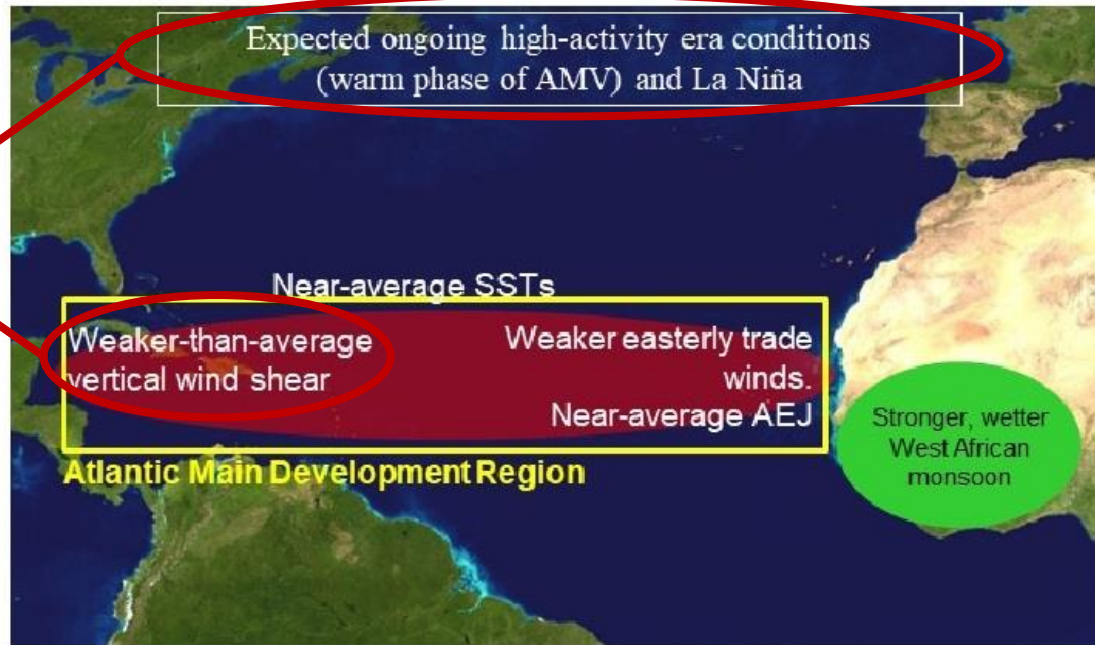 Expected ongoing high-activity era conditions
(warm phase of AMV) and La Niña
Near-average SSTs
Weaker-than-average
vertical wind shear
Weaker easterly trade
winds.
Near-average AEJ
Stronger, wetter
West African
monsoon
Atlantic Main Development Region